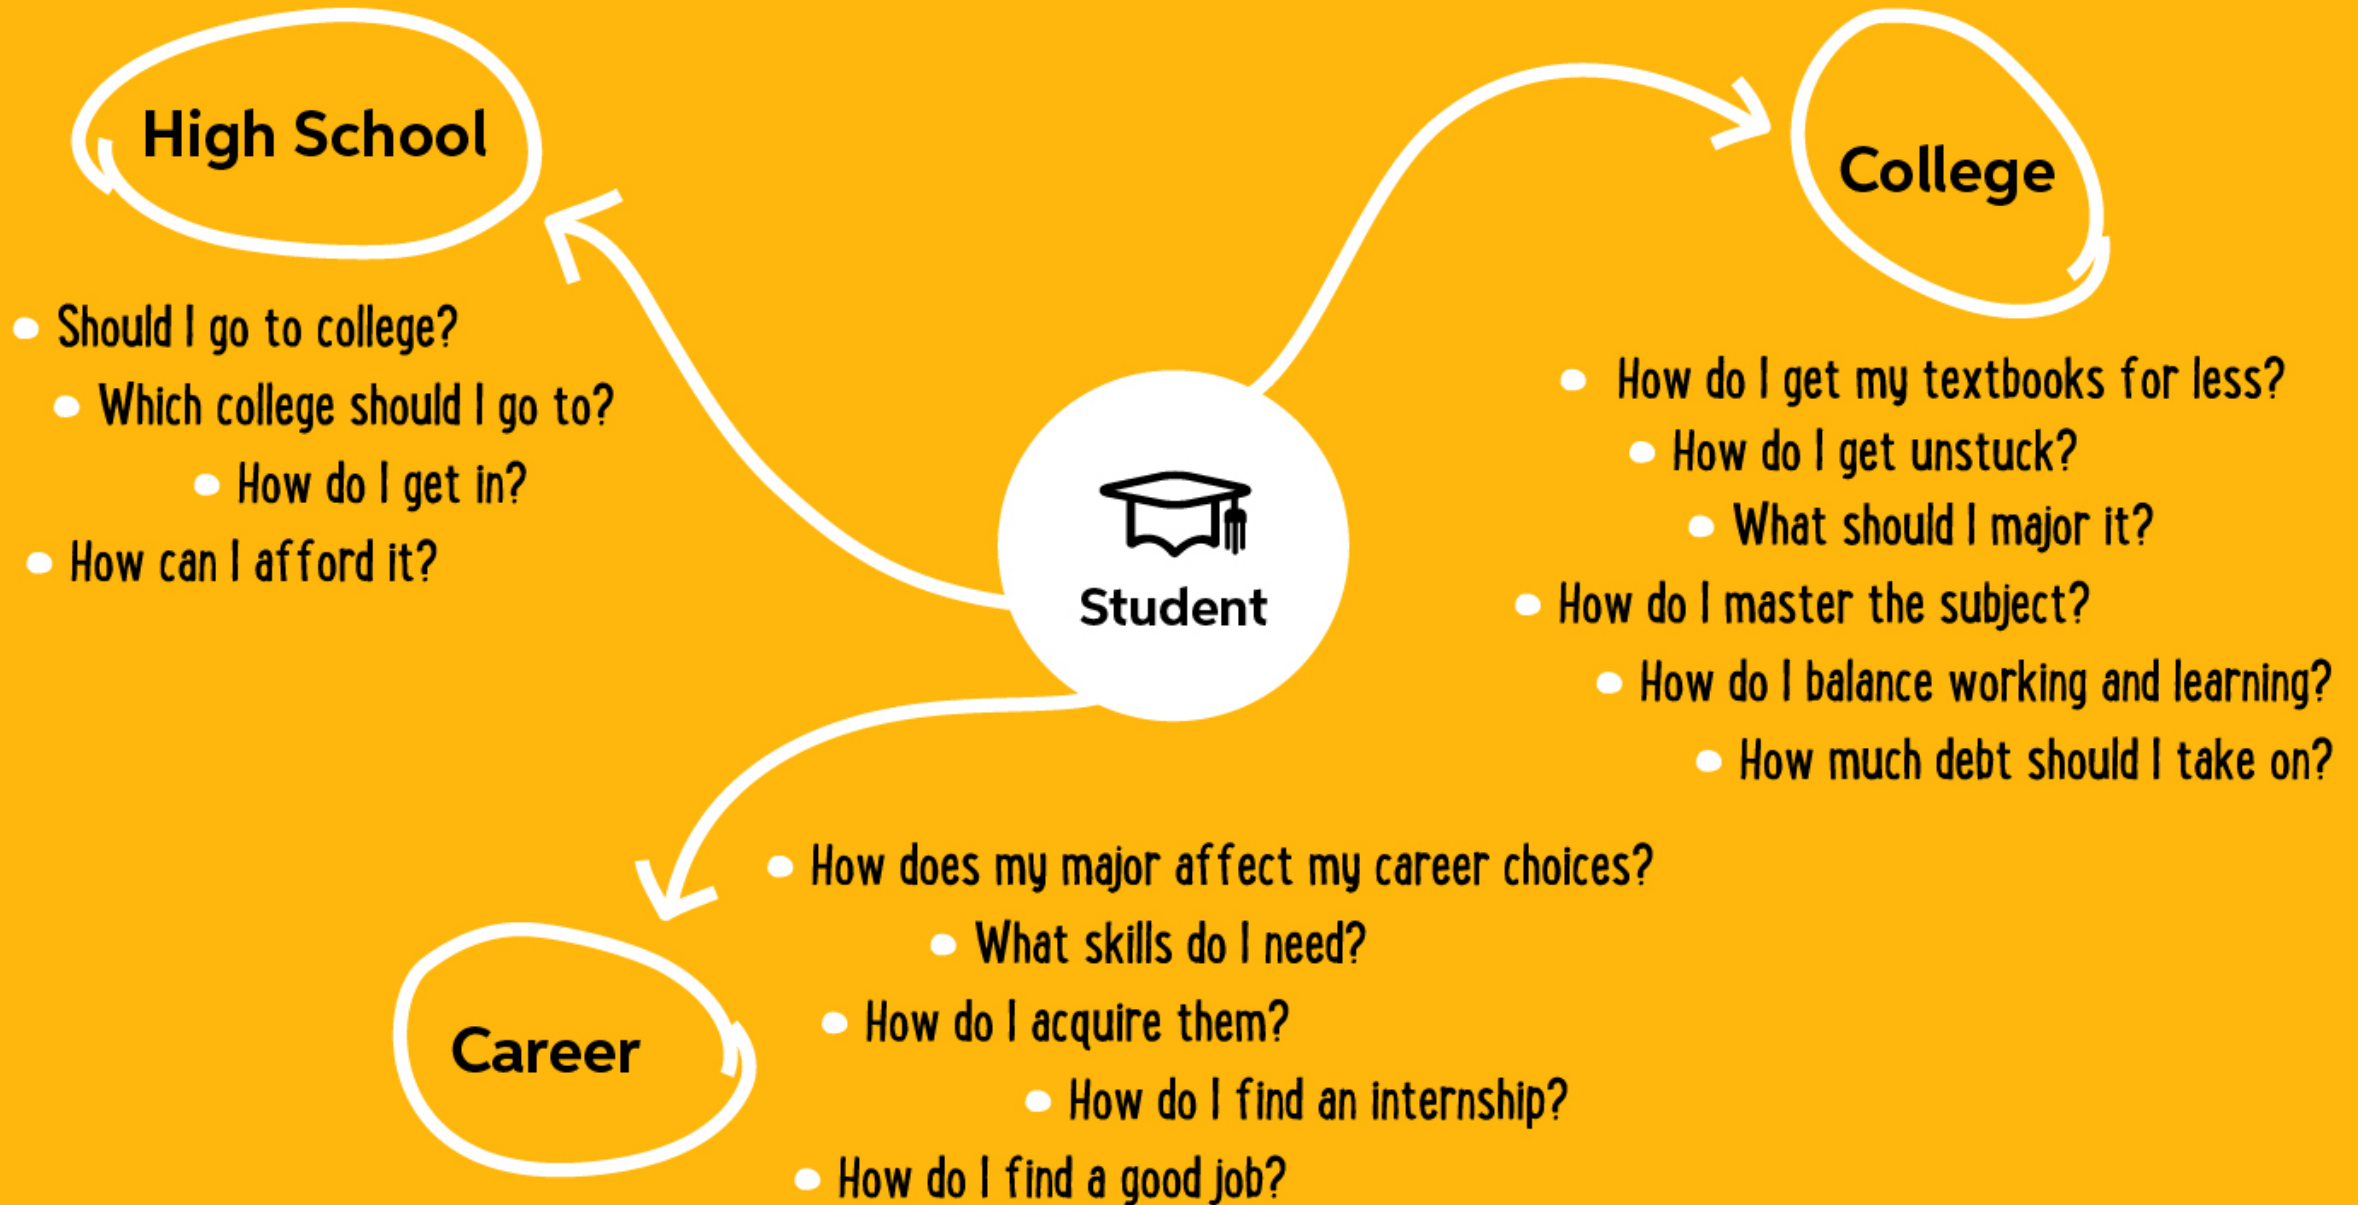 High School
Should I go to college?
Which college should I go to?
How do I get in?
How can I afford it?
College
How do I get my textbooks for less?
How do I get unstuck?
What should I major it?
How do I master the subject?
How do I balance working and learning?
How much debt should I take on?
Student
Career
How does my major affect my career choices?
What skills do I need?
How do I acquire them?
How do I find an internship?
How do I find a good job?